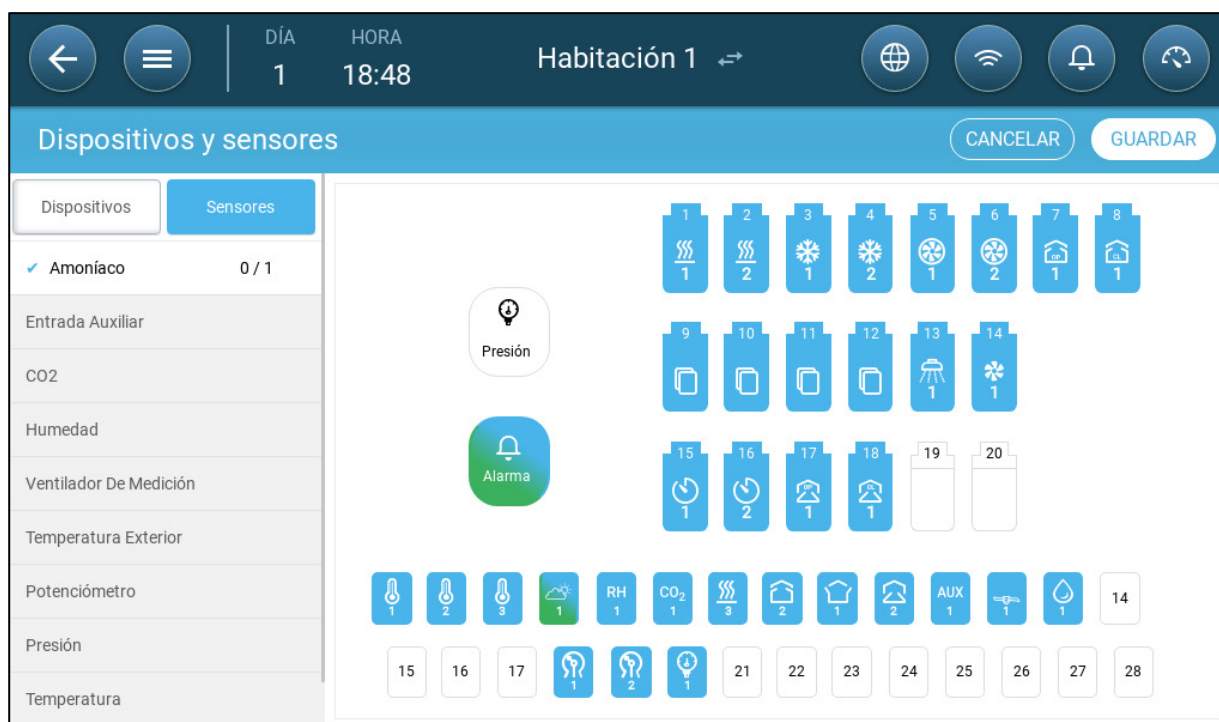 DÍA HORA
1 18:48 Habitación 1
Dispositivos y sensores CANCELAR GUARDAR
Dispositivos Sensores
Amoníaco 0 / 1
Entrada Auxiliar
CO2
Humedad
Ventilador De Medición
Temperatura Exterior
Potenciómetro
Presión
Temperatura
Presión
Alarma
1 2 3 4 5 6 7 8
OP CL
1 2 1 2 1 2 1 1
9 10 11 12 13 14
1 1
15 16 17 18 19 20
OP CL
1 2 1 1
RH CO₂ AUX 14
1 2 3 1 1 1 3 2 1 2 1 1 1
15 16 17 21 22 23 24 25 26 27 28
1 2 1